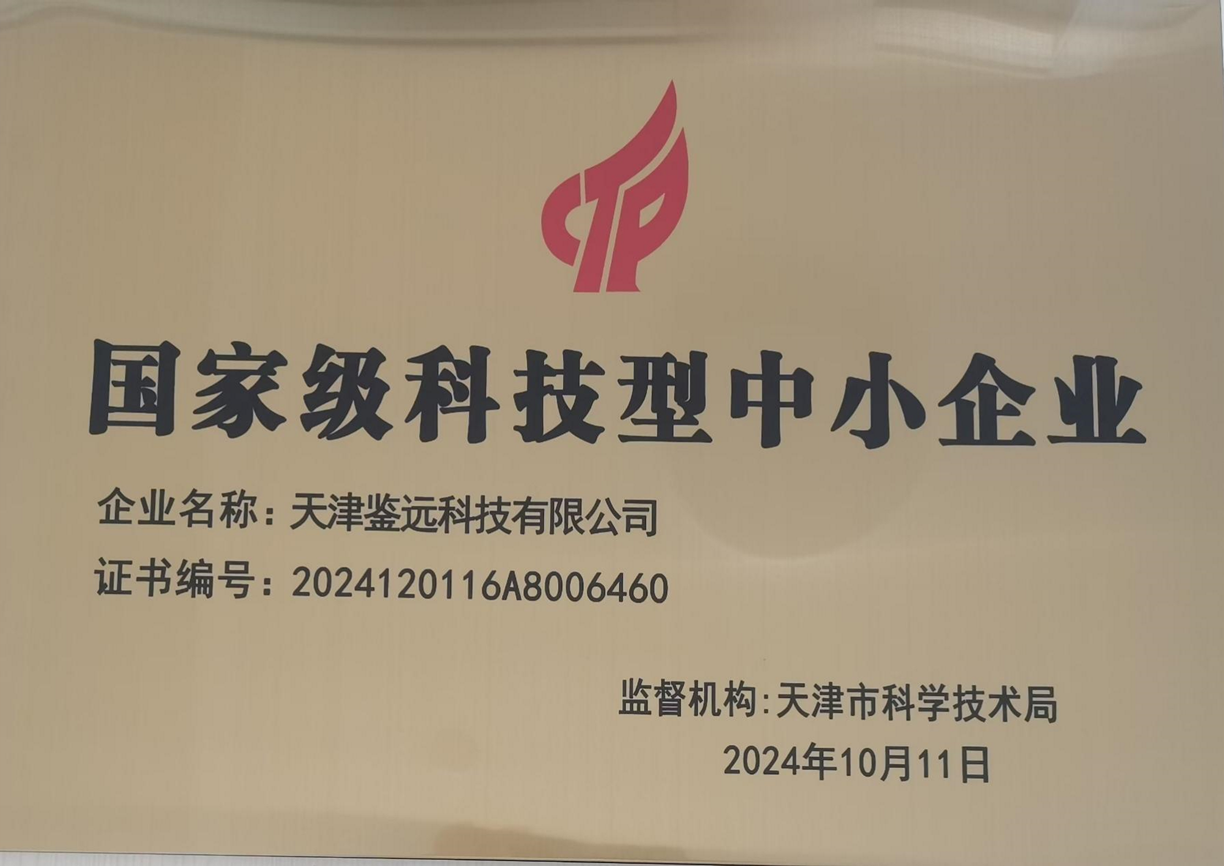 CTP
国家级科技型中小企业
企业名称：天津鉴远科技有限公司
证书编号：2024120116A8006460
监督机构:天津市科学技术局
2024年10月11日